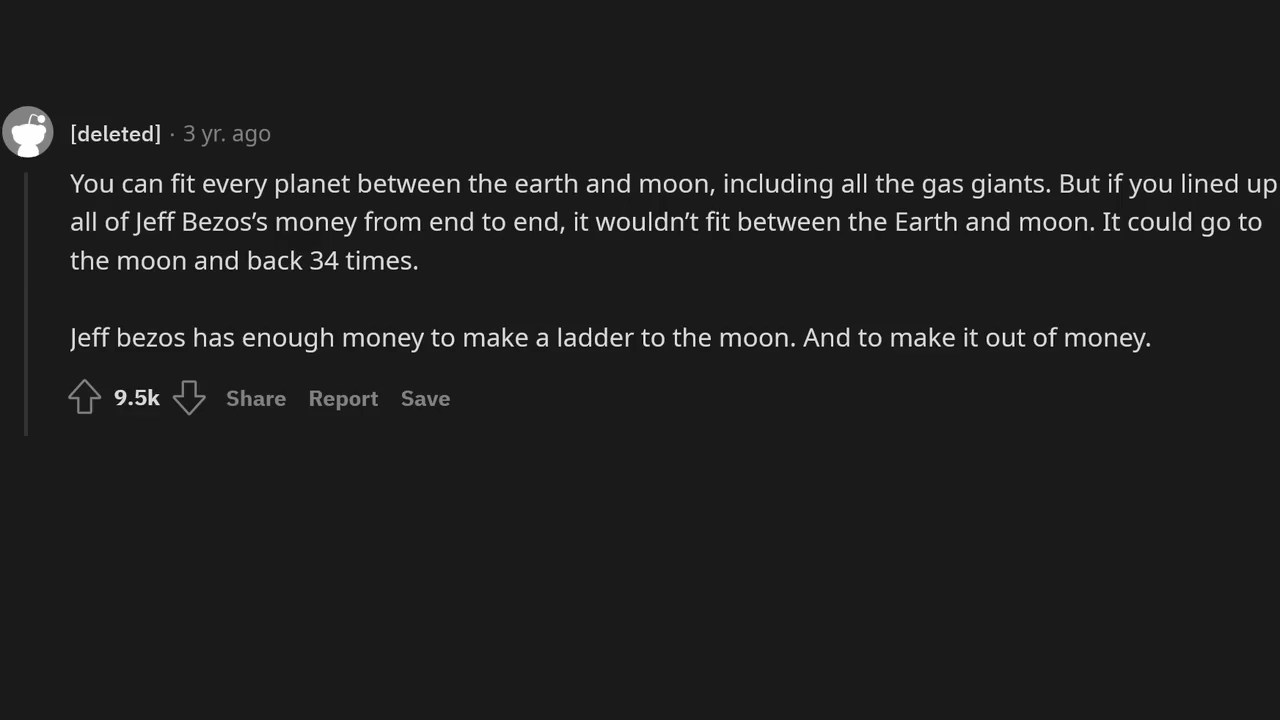 [deleted] · 3 yr. ago
You can fit every planet between the earth and moon, including all the gas giants. But if you lined up
all of Jeff Bezos’s money from end to end, it wouldn’t fit between the Earth and moon. It could go to
the moon and back 34 times.
Jeff bezos has enough money to make a ladder to the moon. And to make it out of money.
9.5k Share Report Save